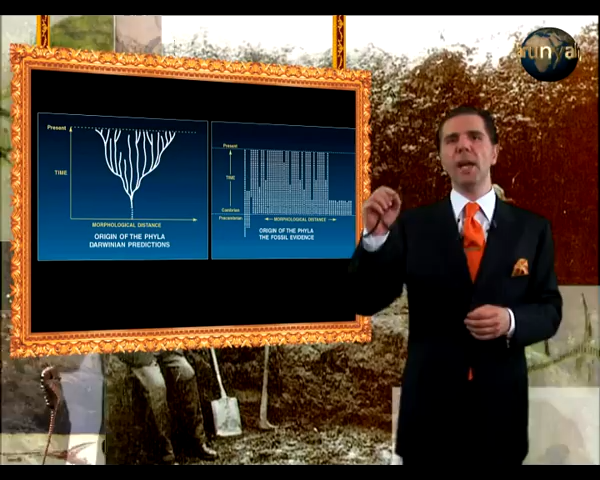 Present
TIME
MORPHOLOGICAL DISTANCE
ORIGIN OF THE PHYLA
DARWINIAN PREDICTIONS
Present
TIME
Cambrian
Precambrian
MORPHOLOGICAL DISTANCE
ORIGIN OF THE PHYLA
THE FOSSIL EVIDENCE